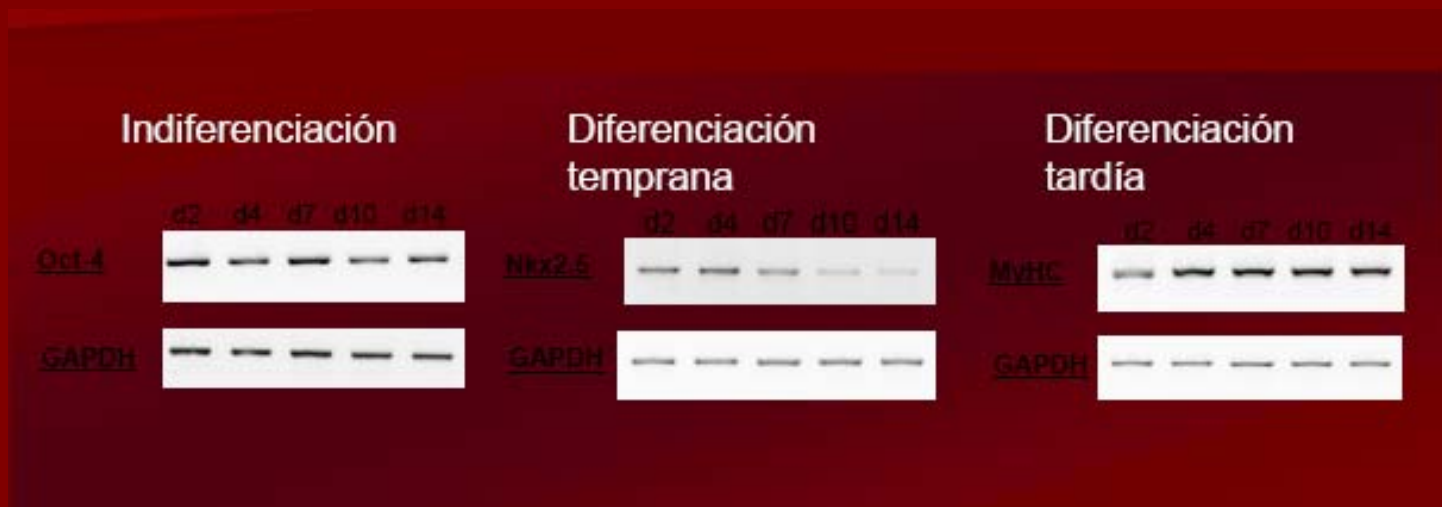 Indiferenciación
d2 d4 d7 d10 d14
Oct-4
GAPDH
Diferenciación
temprana
d2 d4 d7 d10 d14
Nkx2.5
GAPDH
Diferenciación
tardía
d2 d4 d7 d10 d14
MyHC
GAPDH